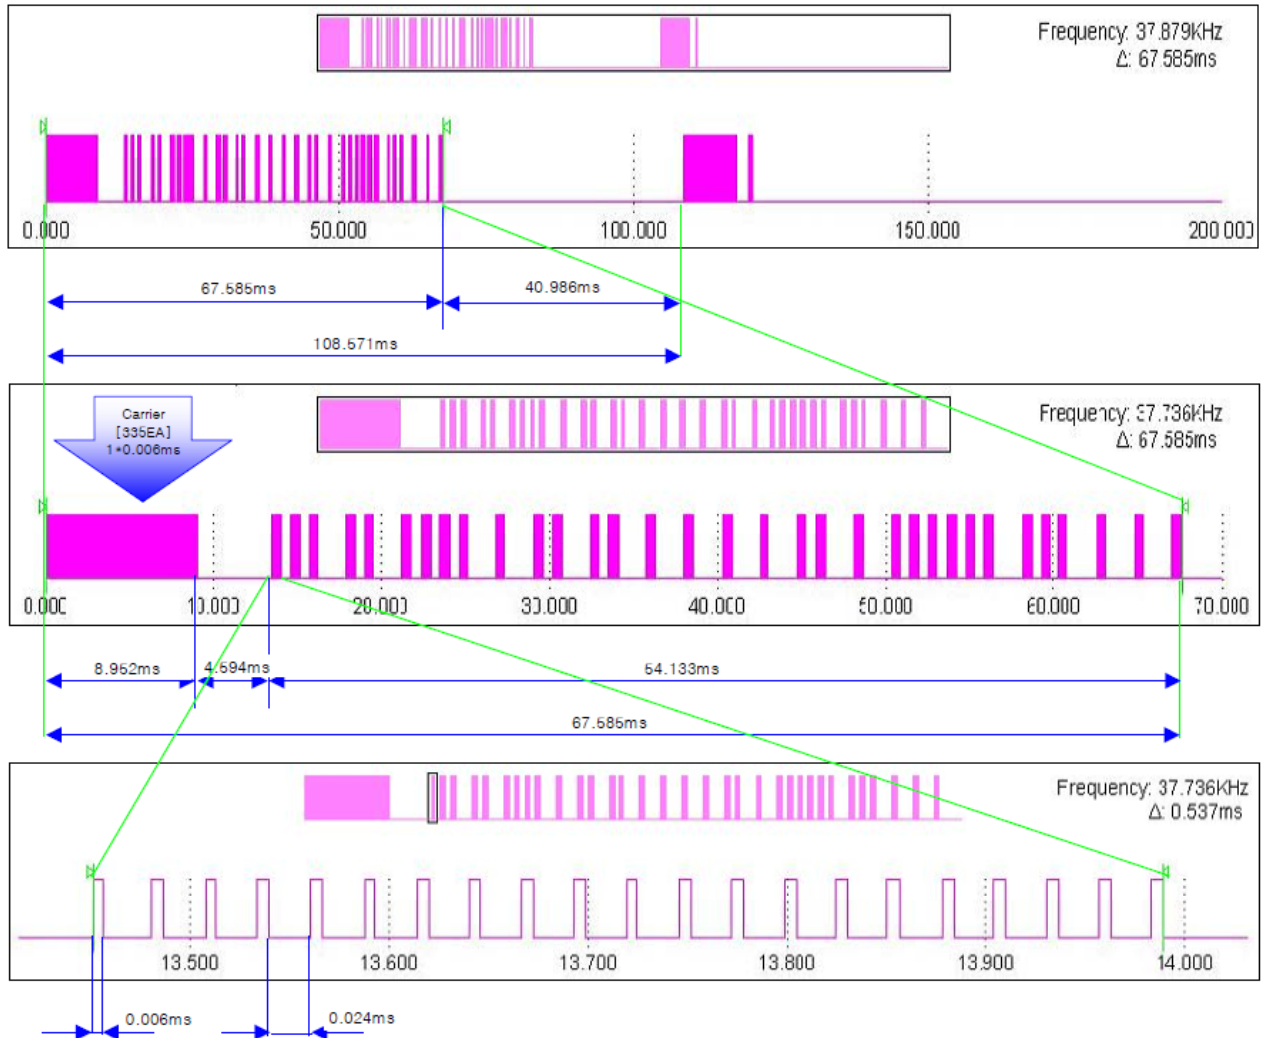 Frequency: 37.879KHz
Δ: 67.585ms
0.000 50.000 100.000 150.000 200.000
67.585ms 40.986ms
108.571ms
Carrier
[335EA]
1*0.006ms
Frequency: 37.736KHz
Δ: 67.585ms
0.000 10.000 20.000 30.000 40.000 50.000 60.000 70.000
8.952ms 4.594ms 54.133ms
67.585ms
Frequency: 37.736KHz
Δ: 0.537ms
13.500 13.600 13.700 13.800 13.900 14.000
0.006ms 0.024ms